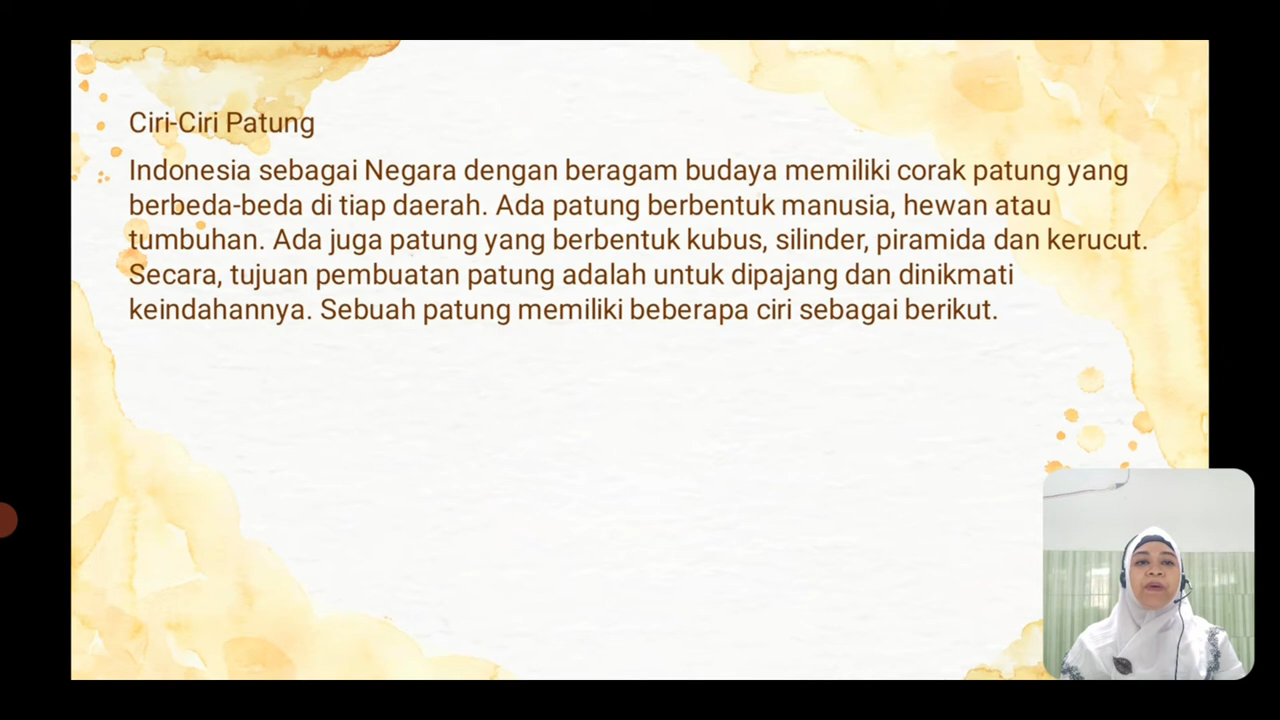 Ciri-Ciri Patung
Indonesia sebagai Negara dengan beragam budaya memiliki corak patung yang
berbeda-beda di tiap daerah. Ada patung berbentuk manusia, hewan atau
tumbuhan. Ada juga patung yang berbentuk kubus, silinder, piramida dan kerucut.
Secara, tujuan pembuatan patung adalah untuk dipajang dan dinikmati
keindahannya. Sebuah patung memiliki beberapa ciri sebagai berikut.